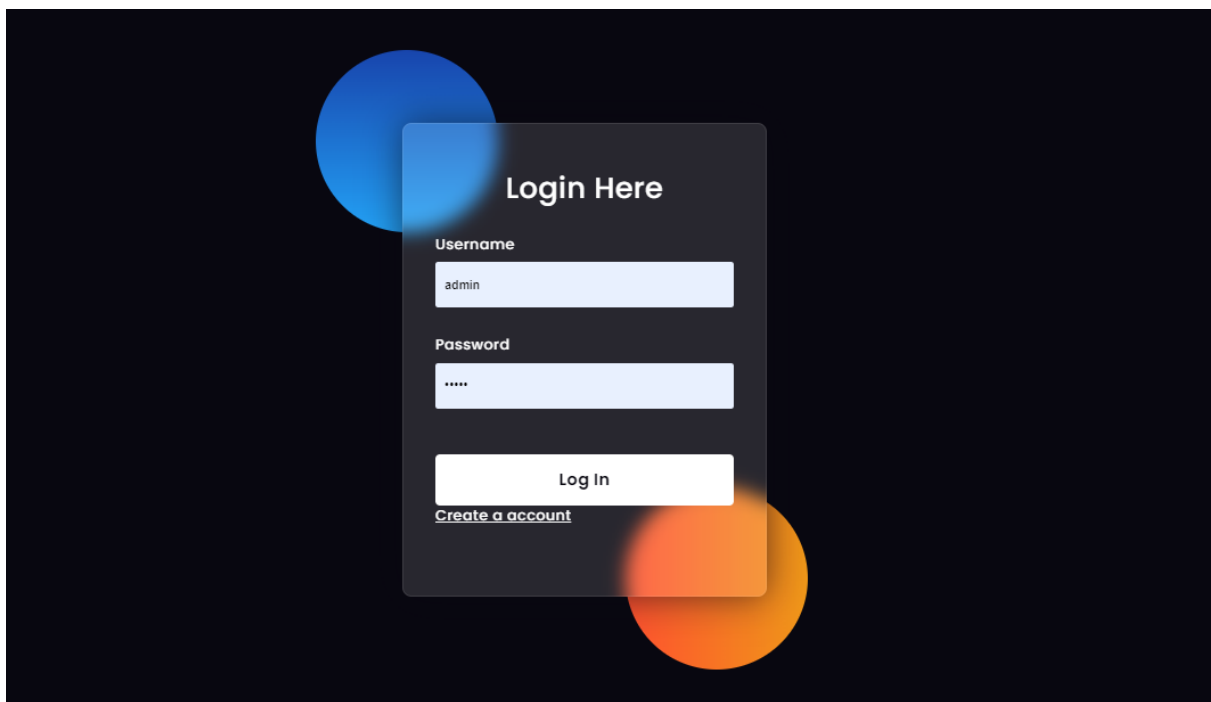 Login Here
Username
admin
Password
•••••
Log In
Create a account